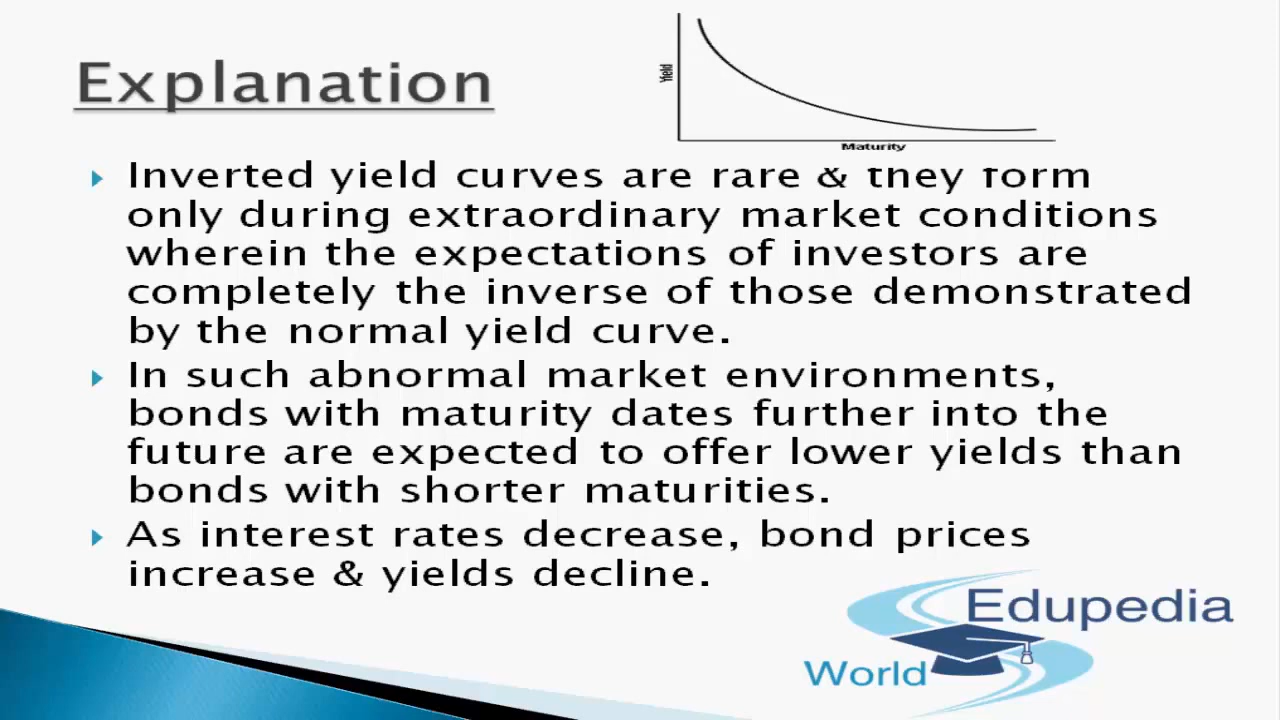 Explanation
Yield
Maturity
Inverted yield curves are rare & they form
only during extraordinary market conditions
wherein the expectations of investors are
completely the inverse of those demonstrated
by the normal yield curve.
In such abnormal market environments,
bonds with maturity dates further into the
future are expected to offer lower yields than
bonds with shorter maturities.
As interest rates decrease, bond prices
increase & yields decline.
Edupedia
World